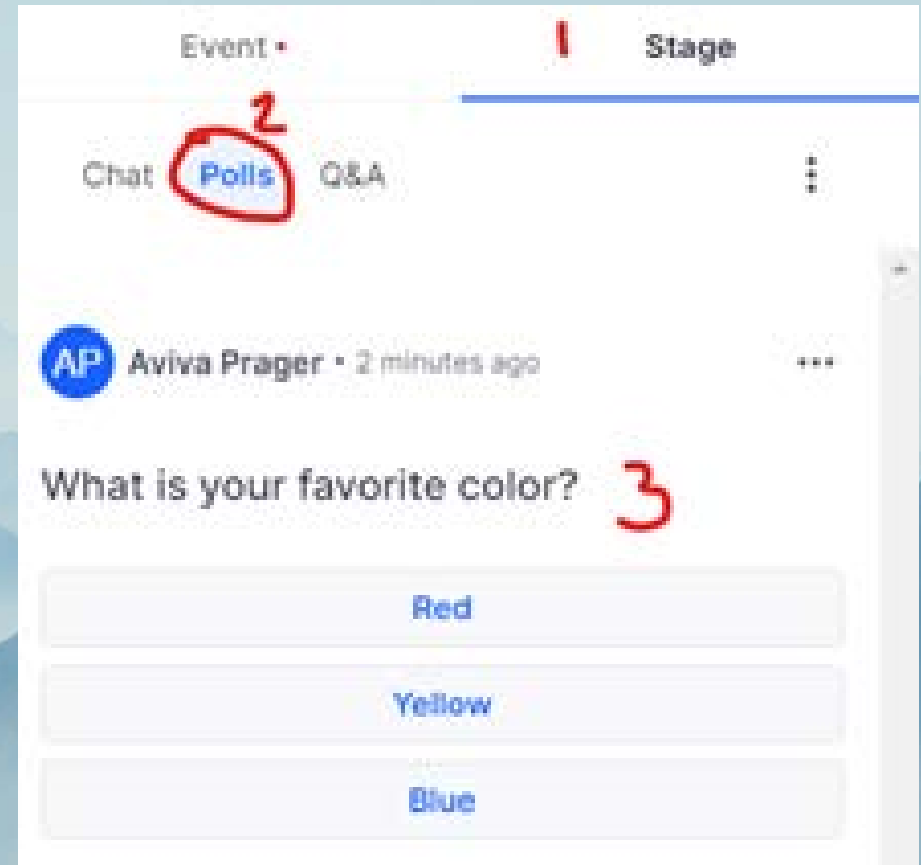 Event • 1 Stage
2
Chat Polls Q&A
AP Aviva Prager • 2 minutes ago
What is your favorite color? 3
Red
Yellow
Blue